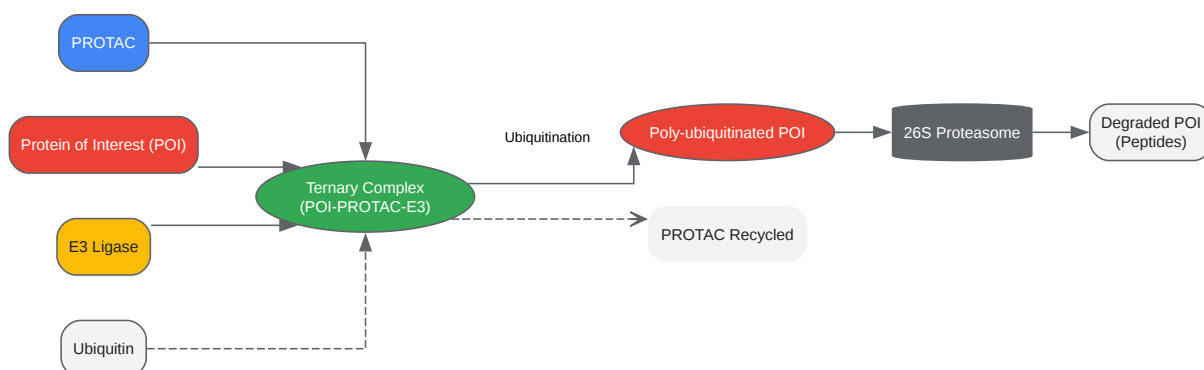 PROTAC
Protein of Interest (POI)
E3 Ligase
Ubiquitin
Ternary Complex
(POI-PROTAC-E3)
Ubiquitination
Poly-ubiquitinated POI
PROTAC Recycled
26S Proteasome
Degraded POI
(Peptides)